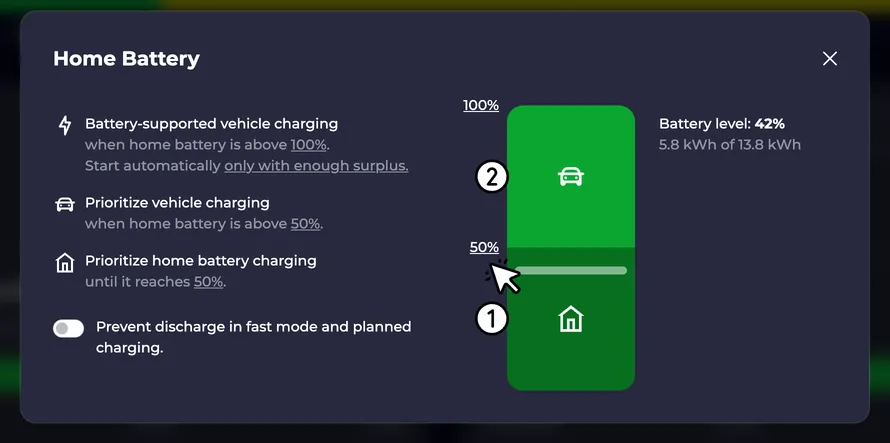 Home Battery
Battery-supported vehicle charging
when home battery is above 100%.
Start automatically only with enough surplus.
Prioritize vehicle charging
when home battery is above 50%.
Prioritize home battery charging
until it reaches 50%.
Prevent discharge in fast mode and planned
charging.
100%
2
50%
1
Battery level: 42%
5.8 kWh of 13.8 kWh